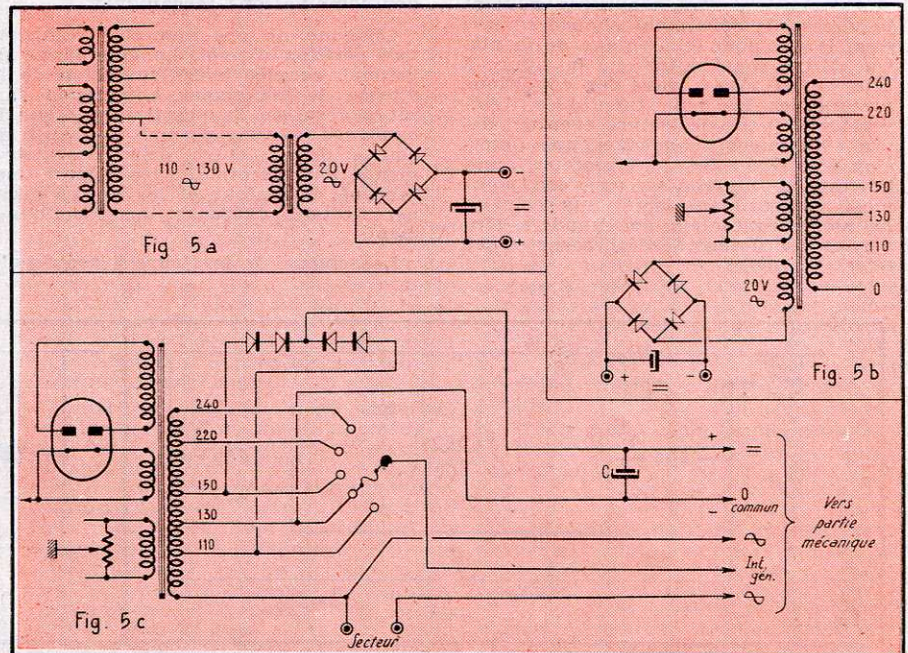 110 - 130 V
20V
-
=
+
Fig. 5a
240
220
150
130
110
0
20V
+ = -
Fig. 5b
240
220
150
130
110
+
=
C
0
commun
-
Int.
gén.
Vers
partie
mécanique
Secteur
Fig. 5c